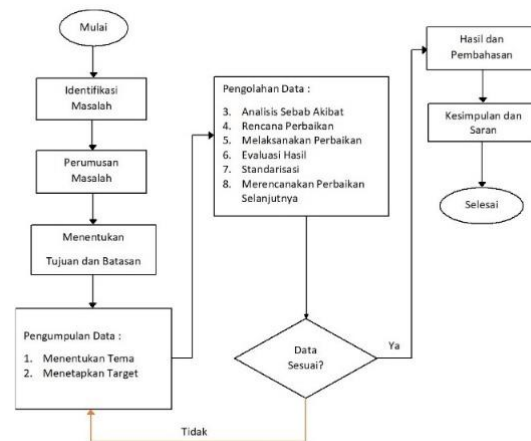 Mulai
Identifikasi
Masalah
Perumusan
Masalah
Menentukan
Tujuan dan Batasan
Pengumpulan Data :
1. Menentukan Tema
2. Menetapkan Target
Pengolahan Data :
3. Analisis Sebab Akibat
4. Rencana Perbaikan
5. Melaksanakan Perbaikan
6. Evaluasi Hasil
7. Standarisasi
8. Merencanakan Perbaikan
Selanjutnya
Data
Sesuai?
Ya
Tidak
Hasil dan
Pembahasan
Kesimpulan dan
Saran
Selesai